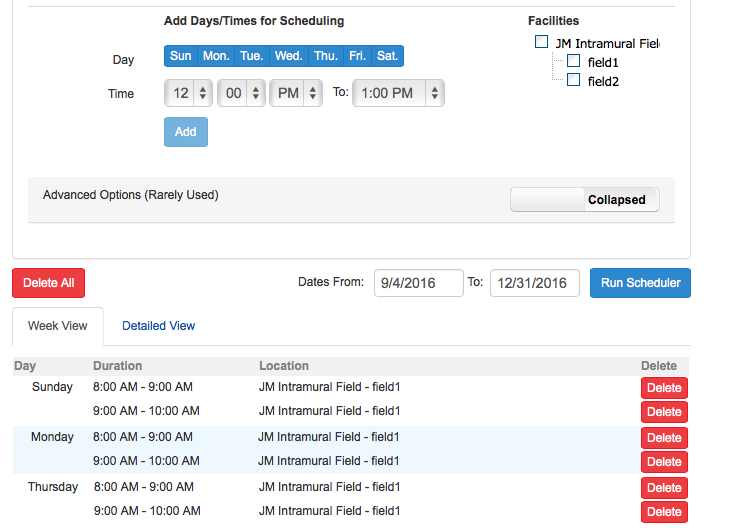 Add Days/Times for Scheduling
Facilities
Day
Sun Mon. Tue. Wed. Thu. Fri. Sat.
JM Intramural Fiel
field1
field2
Time
12 00 PM To: 1:00 PM
Add
Advanced Options (Rarely Used)
Collapsed
Delete All
Dates From: 9/4/2016 To: 12/31/2016
Run Scheduler
Week View
Detailed View
Day Duration Location Delete
Sunday 8:00 AM - 9:00 AM JM Intramural Field - field1 Delete
9:00 AM - 10:00 AM JM Intramural Field - field1 Delete
Monday 8:00 AM - 9:00 AM JM Intramural Field - field1 Delete
9:00 AM - 10:00 AM JM Intramural Field - field1 Delete
Thursday 8:00 AM - 9:00 AM JM Intramural Field - field1 Delete
9:00 AM - 10:00 AM JM Intramural Field - field1 Delete